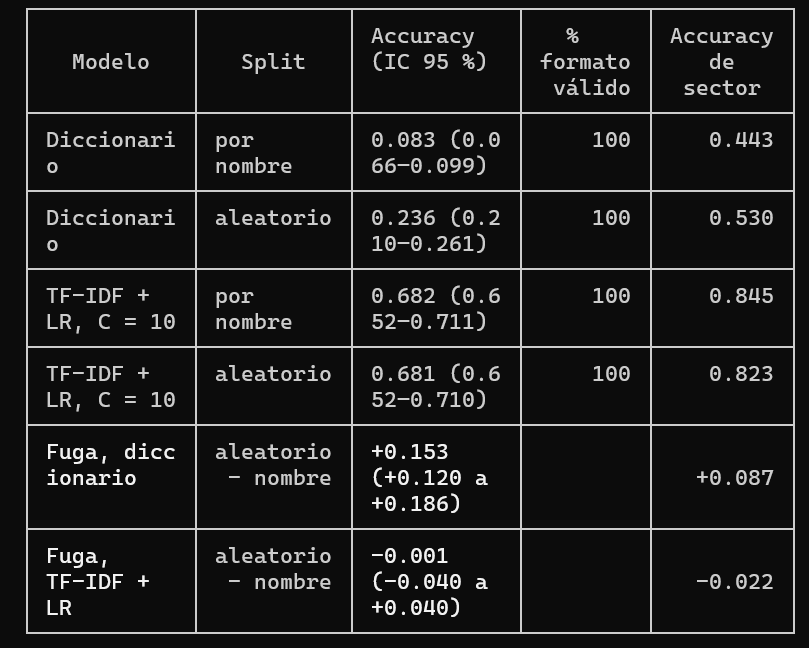 Modelo
Split
Accuracy
(IC 95 %)
%
formato
válido
Accuracy
de
sector
Diccionari
o
por
nombre
0.083 (0.0
66–0.099)
100
0.443
Diccionari
o
aleatorio
0.236 (0.2
10–0.261)
100
0.530
TF-IDF +
LR, C = 10
por
nombre
0.682 (0.6
52–0.711)
100
0.845
TF-IDF +
LR, C = 10
aleatorio
0.681 (0.6
52–0.710)
100
0.823
Fuga, dicc
ionario
aleatorio
− nombre
+0.153
(+0.120 a
+0.186)
+0.087
Fuga,
TF-IDF +
LR
aleatorio
− nombre
−0.001
(−0.040 a
+0.040)
−0.022